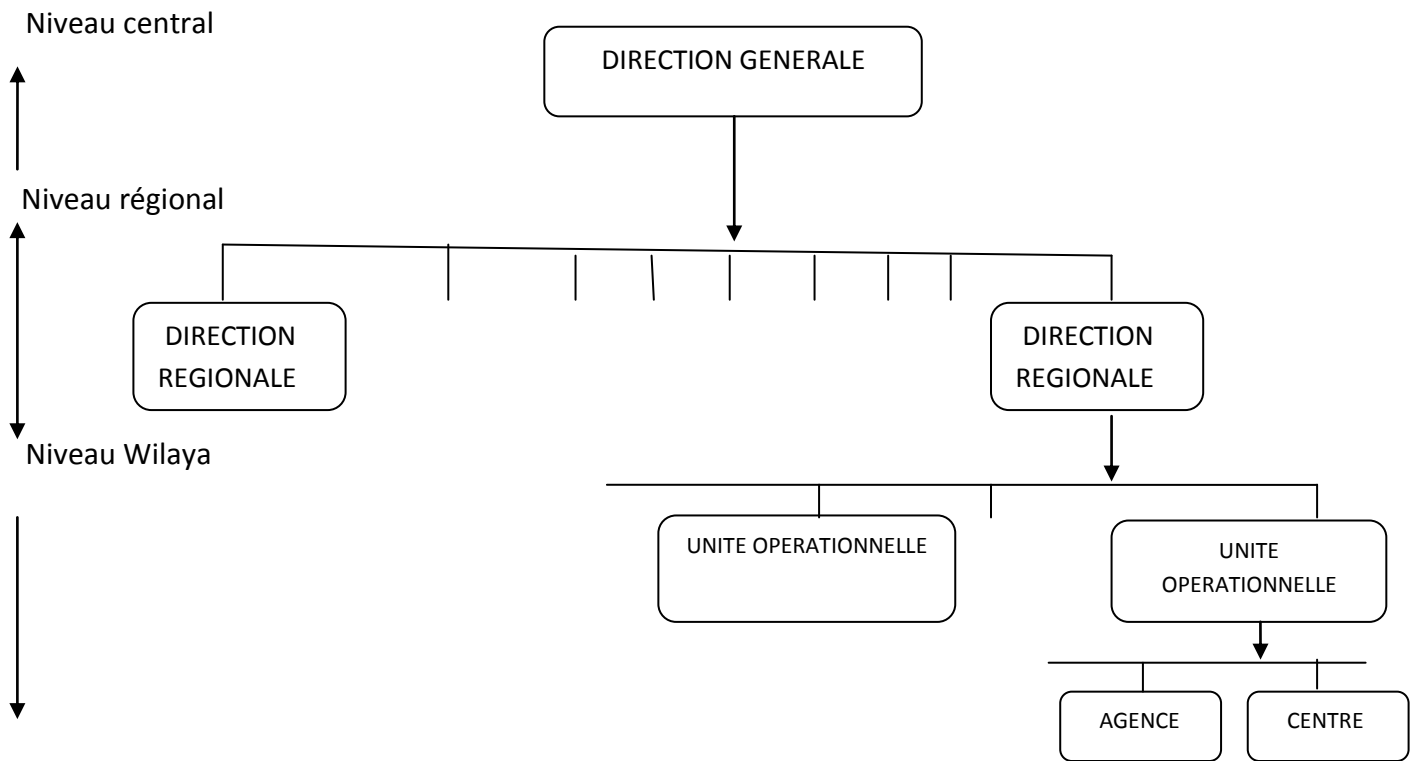 Niveau central
DIRECTION GENERALE
Niveau régional
DIRECTION
REGIONALE
DIRECTION
REGIONALE
Niveau Wilaya
UNITE OPERATIONNELLE
UNITE
OPERATIONNELLE
AGENCE
CENTRE